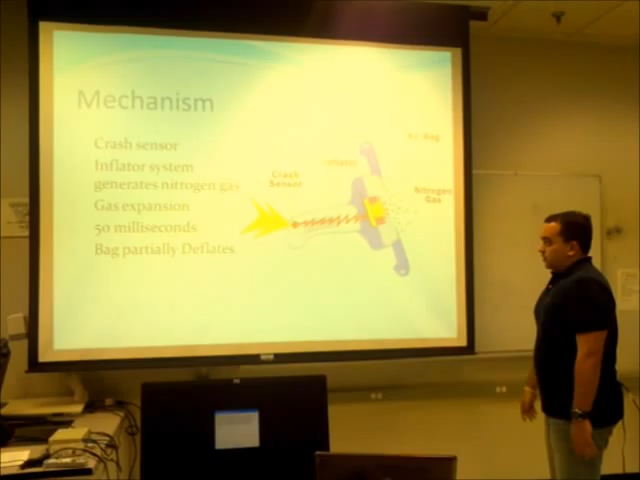 Mechanism
Crash sensor
Inflator system
generates nitrogen gas
Gas expansion
50 milliseconds
Bag partially Deflates
Air Bag
Inflator
Crash
Sensor
Nitrogen
Gas